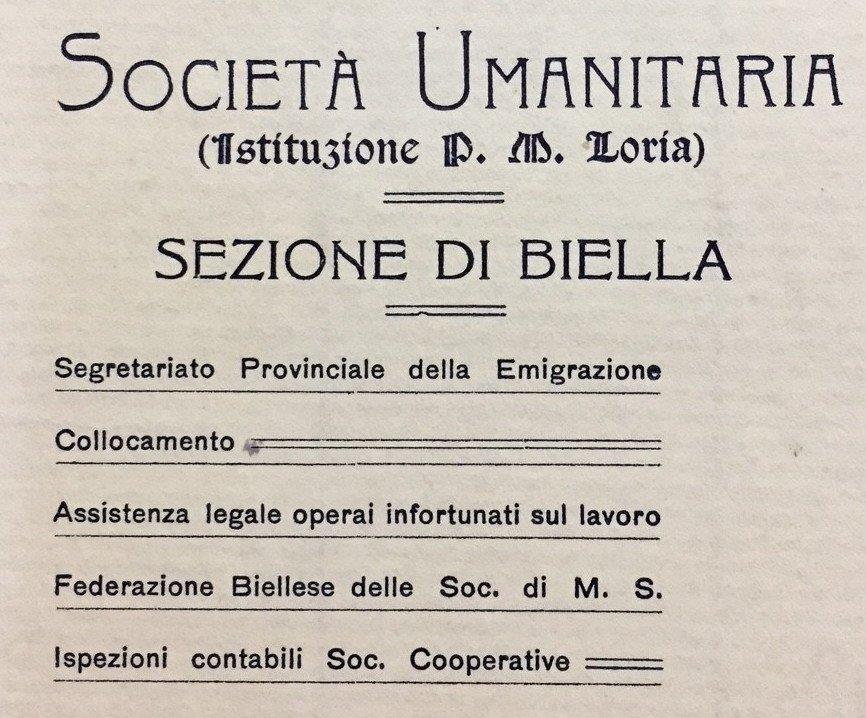 SOCIETÀ UMANITARIA
(Istituzione P. M. Loria)
SEZIONE DI BIELLA
Segretariato Provinciale della Emigrazione
Collocamento
Assistenza legale operai infortunati sul lavoro
Federazione Biellese delle Soc. di M. S.
Ispezioni contabili Soc. Cooperative